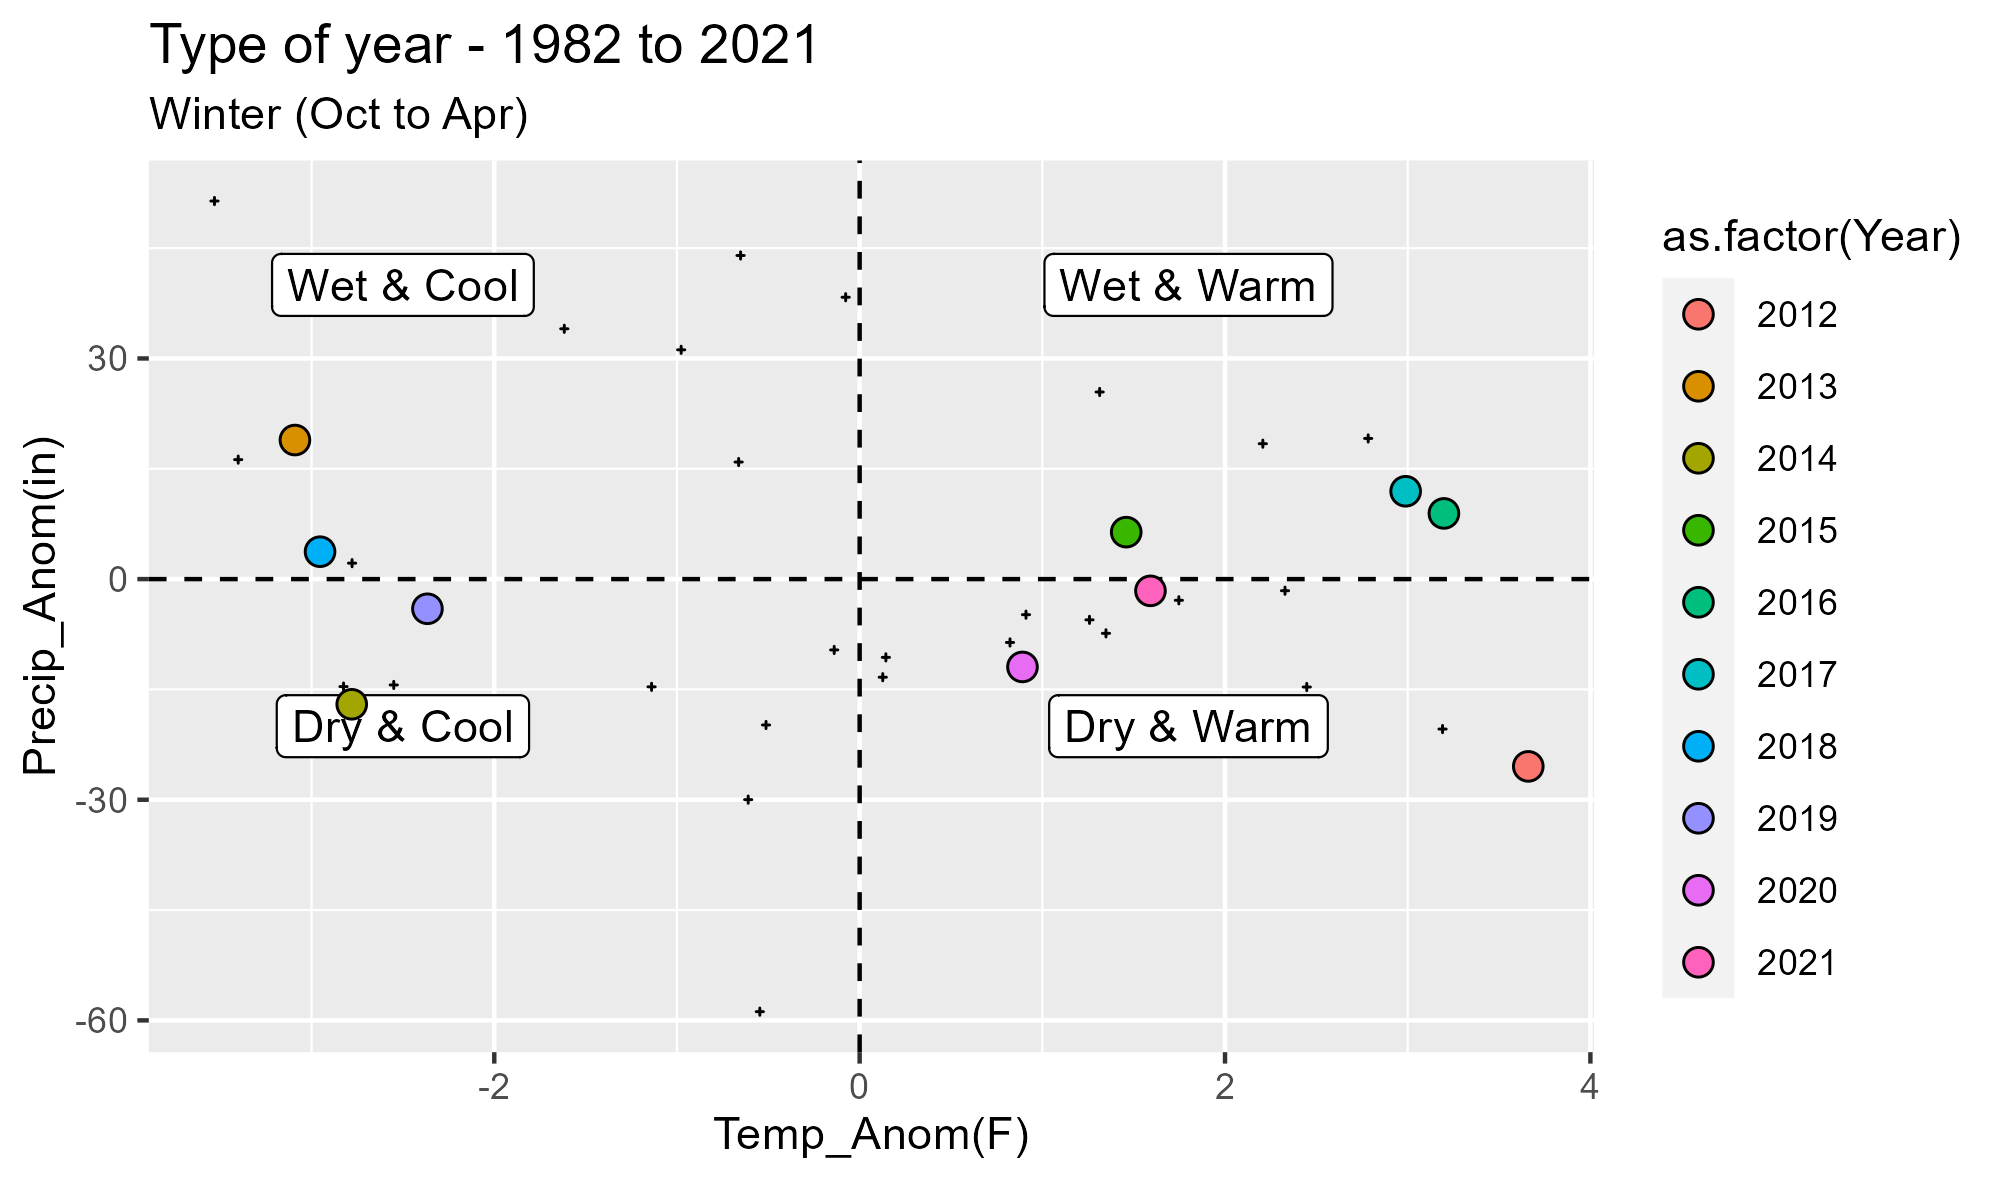 Type of year - 1982 to 2021
Winter (Oct to Apr)
Wet & Cool
Wet & Warm
Dry & Cool
Dry & Warm
Precip_Anom(in)
30
0
-30
-60
-2
0
2
4
Temp_Anom(F)
as.factor(Year)
2012
2013
2014
2015
2016
2017
2018
2019
2020
2021